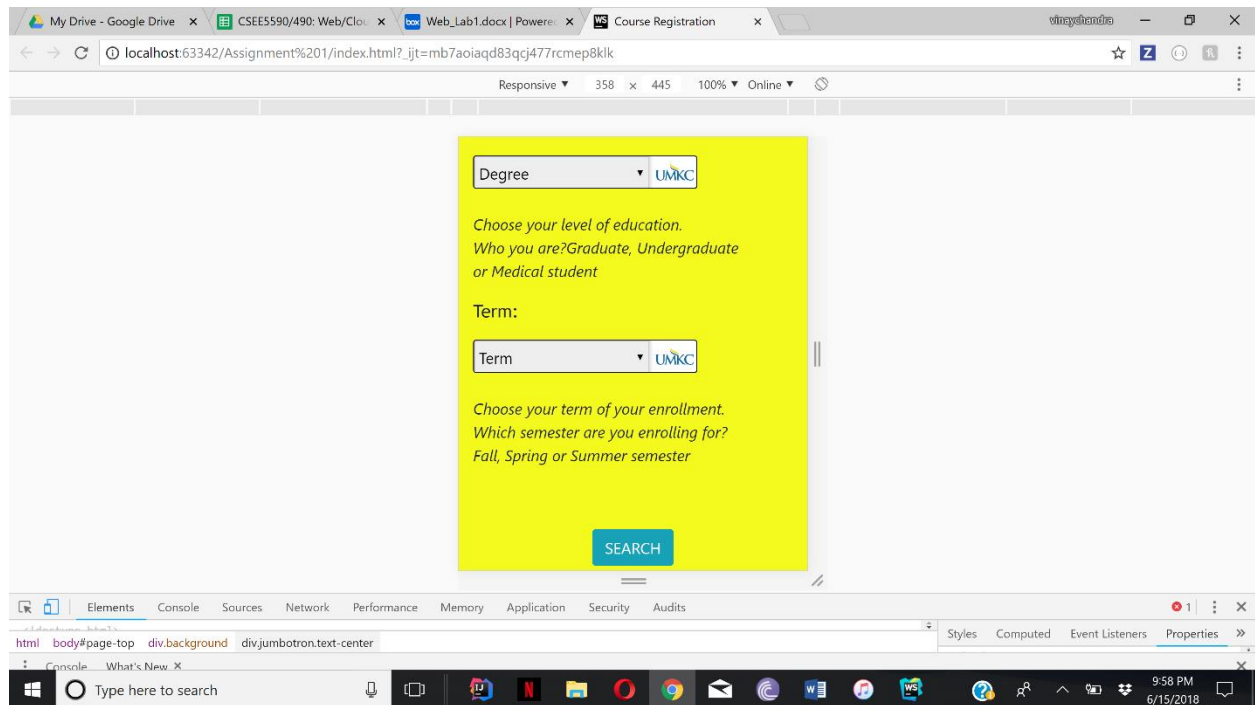 My Drive - Google Drive
CSEE5590/490: Web/Clou
box Web_Lab1.docx | Powered
WS Course Registration
vinaychandra
localhost:63342/Assignment%201/index.html?_ijt=mb7aoiaqd83qcj477rcmep8klk
Z
Responsive 358 x 445 100% Online
Degree UMKC
Choose your level of education.
Who you are?Graduate, Undergraduate
or Medical student
Term:
Term UMKC
Choose your term of your enrollment.
Which semester are you enrolling for?
Fall, Spring or Summer semester
SEARCH
Elements Console Sources Network Performance Memory Application Security Audits 1
html body#page-top div.background div.jumbotron.text-center
Styles Computed Event Listeners Properties »
Console What's New
Type here to search
9:58 PM
6/15/2018